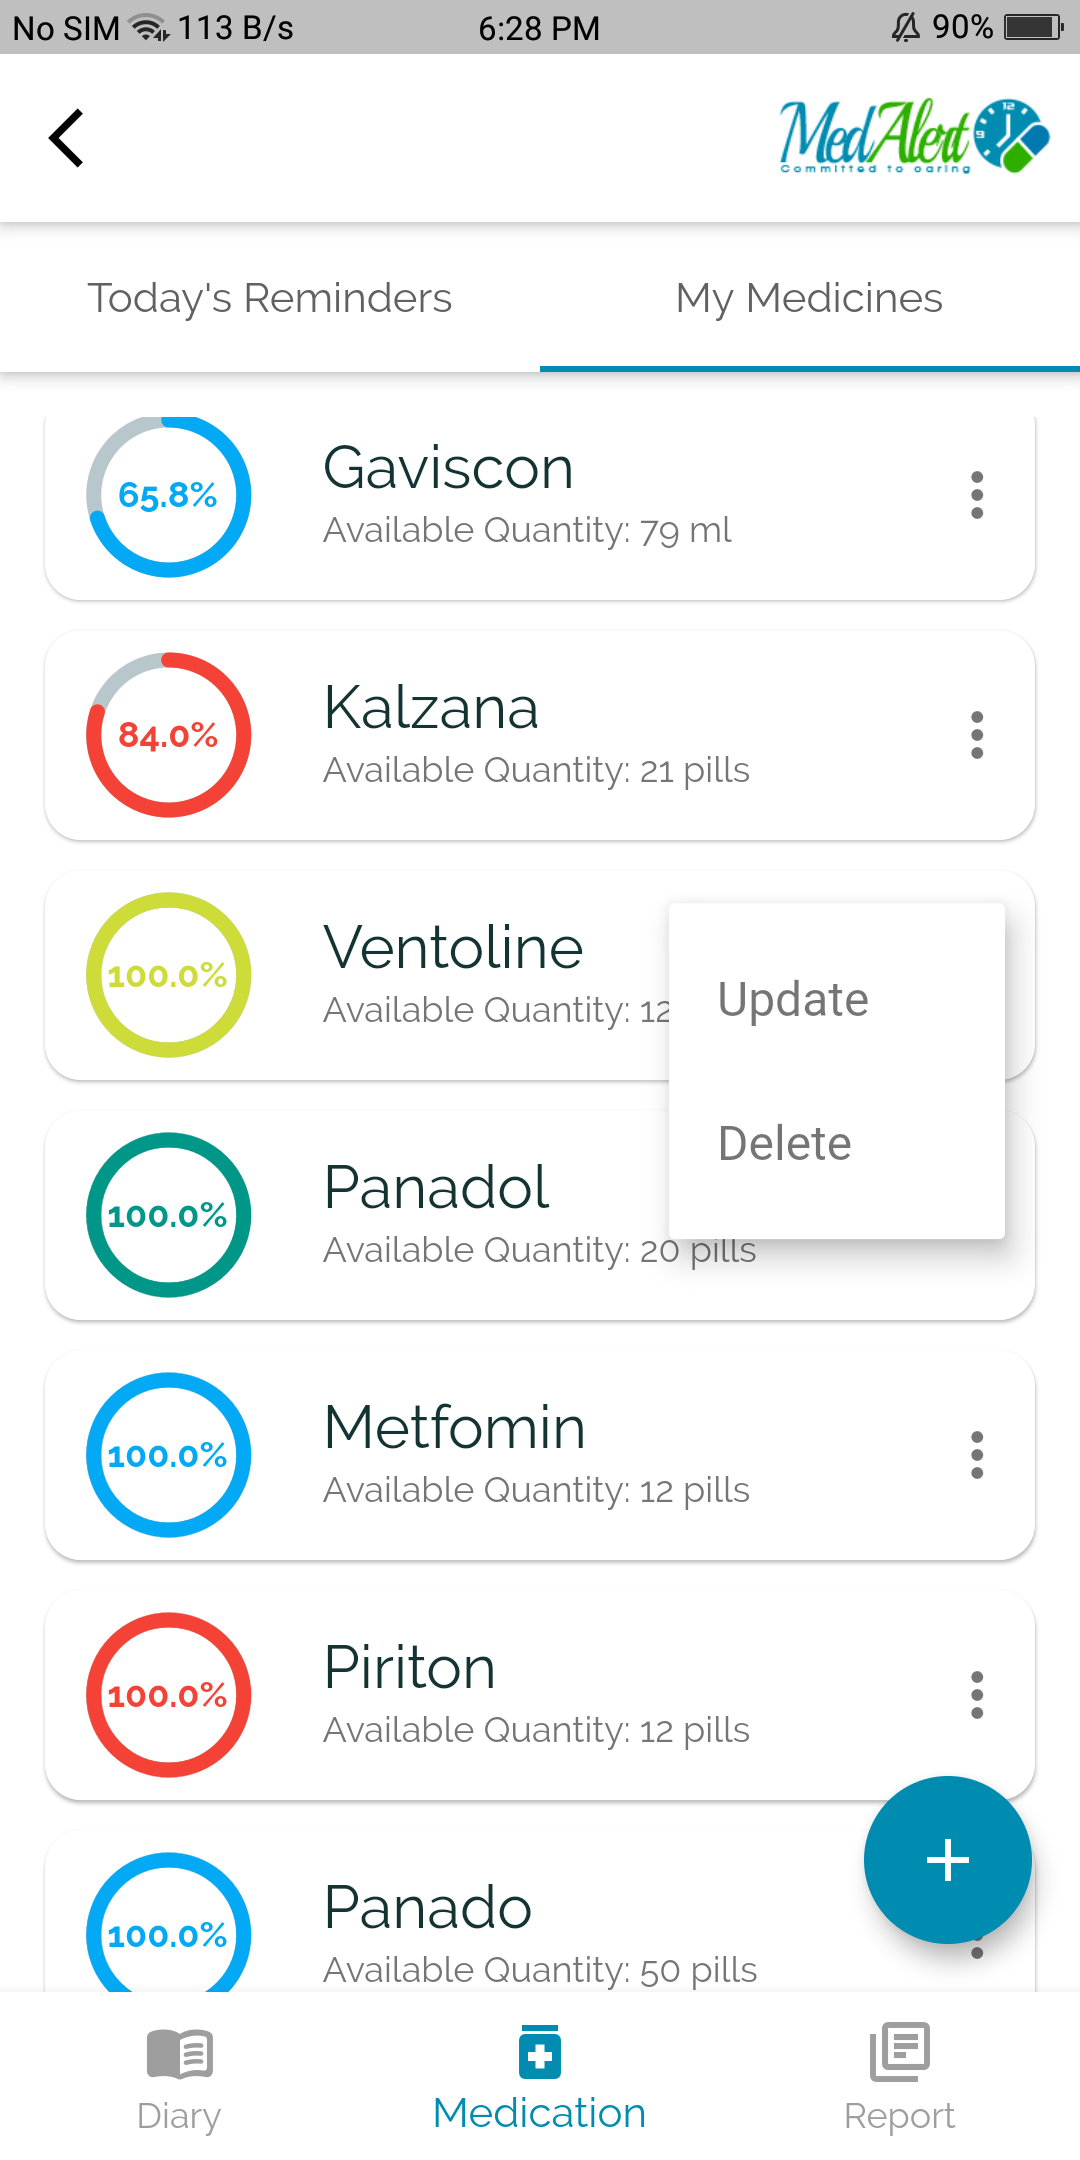 No SIM 113 B/s 6:28 PM 90%
MedAlert
Committed to caring
12
9
Today's Reminders My Medicines
65.8%
Gaviscon
Available Quantity: 79 ml
84.0%
Kalzana
Available Quantity: 21 pills
100.0%
Ventoline
Available Quantity: 12
Update
Delete
100.0%
Panadol
Available Quantity: 20 pills
100.0%
Metfomin
Available Quantity: 12 pills
100.0%
Piriton
Available Quantity: 12 pills
100.0%
Panado
Available Quantity: 50 pills
Diary Medication Report